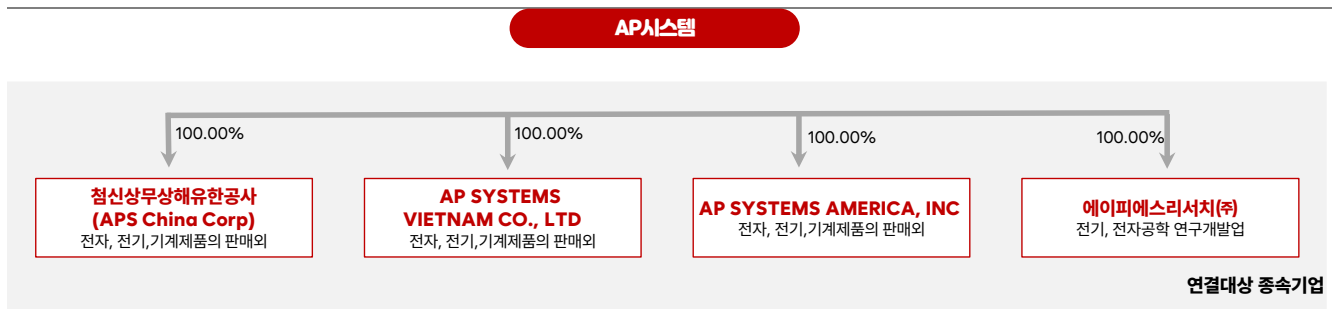 AP시스템
100.00%
100.00%
100.00%
100.00%
첨신상무상해유한공사
(APS China Corp)
전자, 전기,기계제품의 판매외
AP SYSTEMS
VIETNAM CO., LTD
전자, 전기,기계제품의 판매외
AP SYSTEMS AMERICA, INC
전자, 전기,기계제품의 판매외
에이피에스리서치㈜
전기, 전자공학 연구개발업
연결대상 종속기업